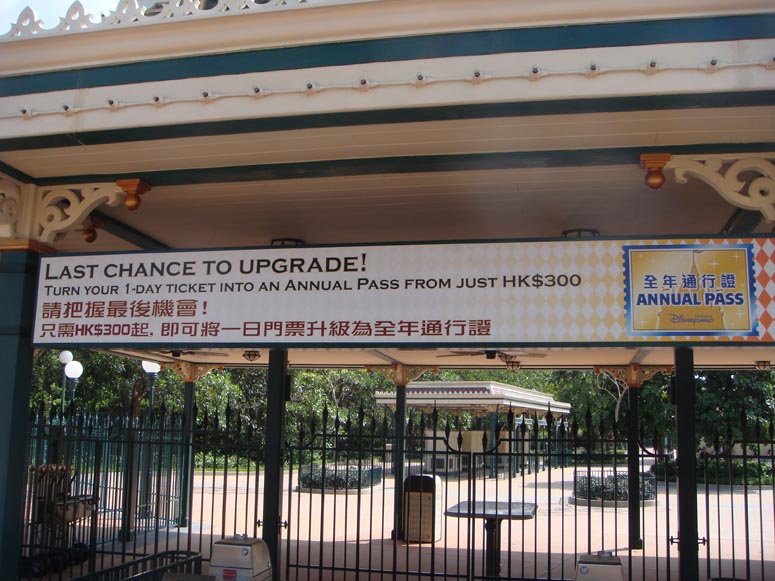 LAST CHANCE TO UPGRADE!
TURN YOUR 1-DAY TICKET INTO AN ANNUAL PASS FROM JUST HK$300
請把握最後機會!
只需HK$300起, 即可將一日門票升級為全年通行證
全年通行證
ANNUAL PASS
Disneyland